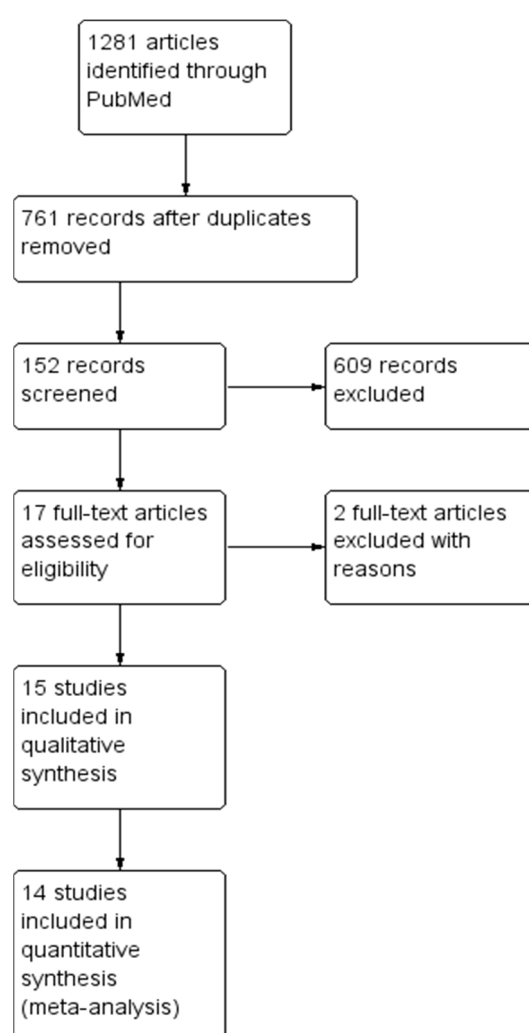 1281 articles
identified through
PubMed
761 records after duplicates
removed
152 records
screened
609 records
excluded
17 full-text articles
assessed for
eligibility
2 full-text articles
excluded with
reasons
15 studies
included in
qualitative
synthesis
14 studies
included in
quantitative
synthesis
(meta-analysis)